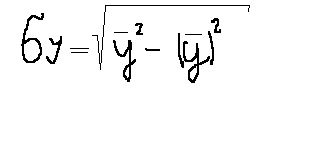 σy = √(ȳ² − (ȳ)²)